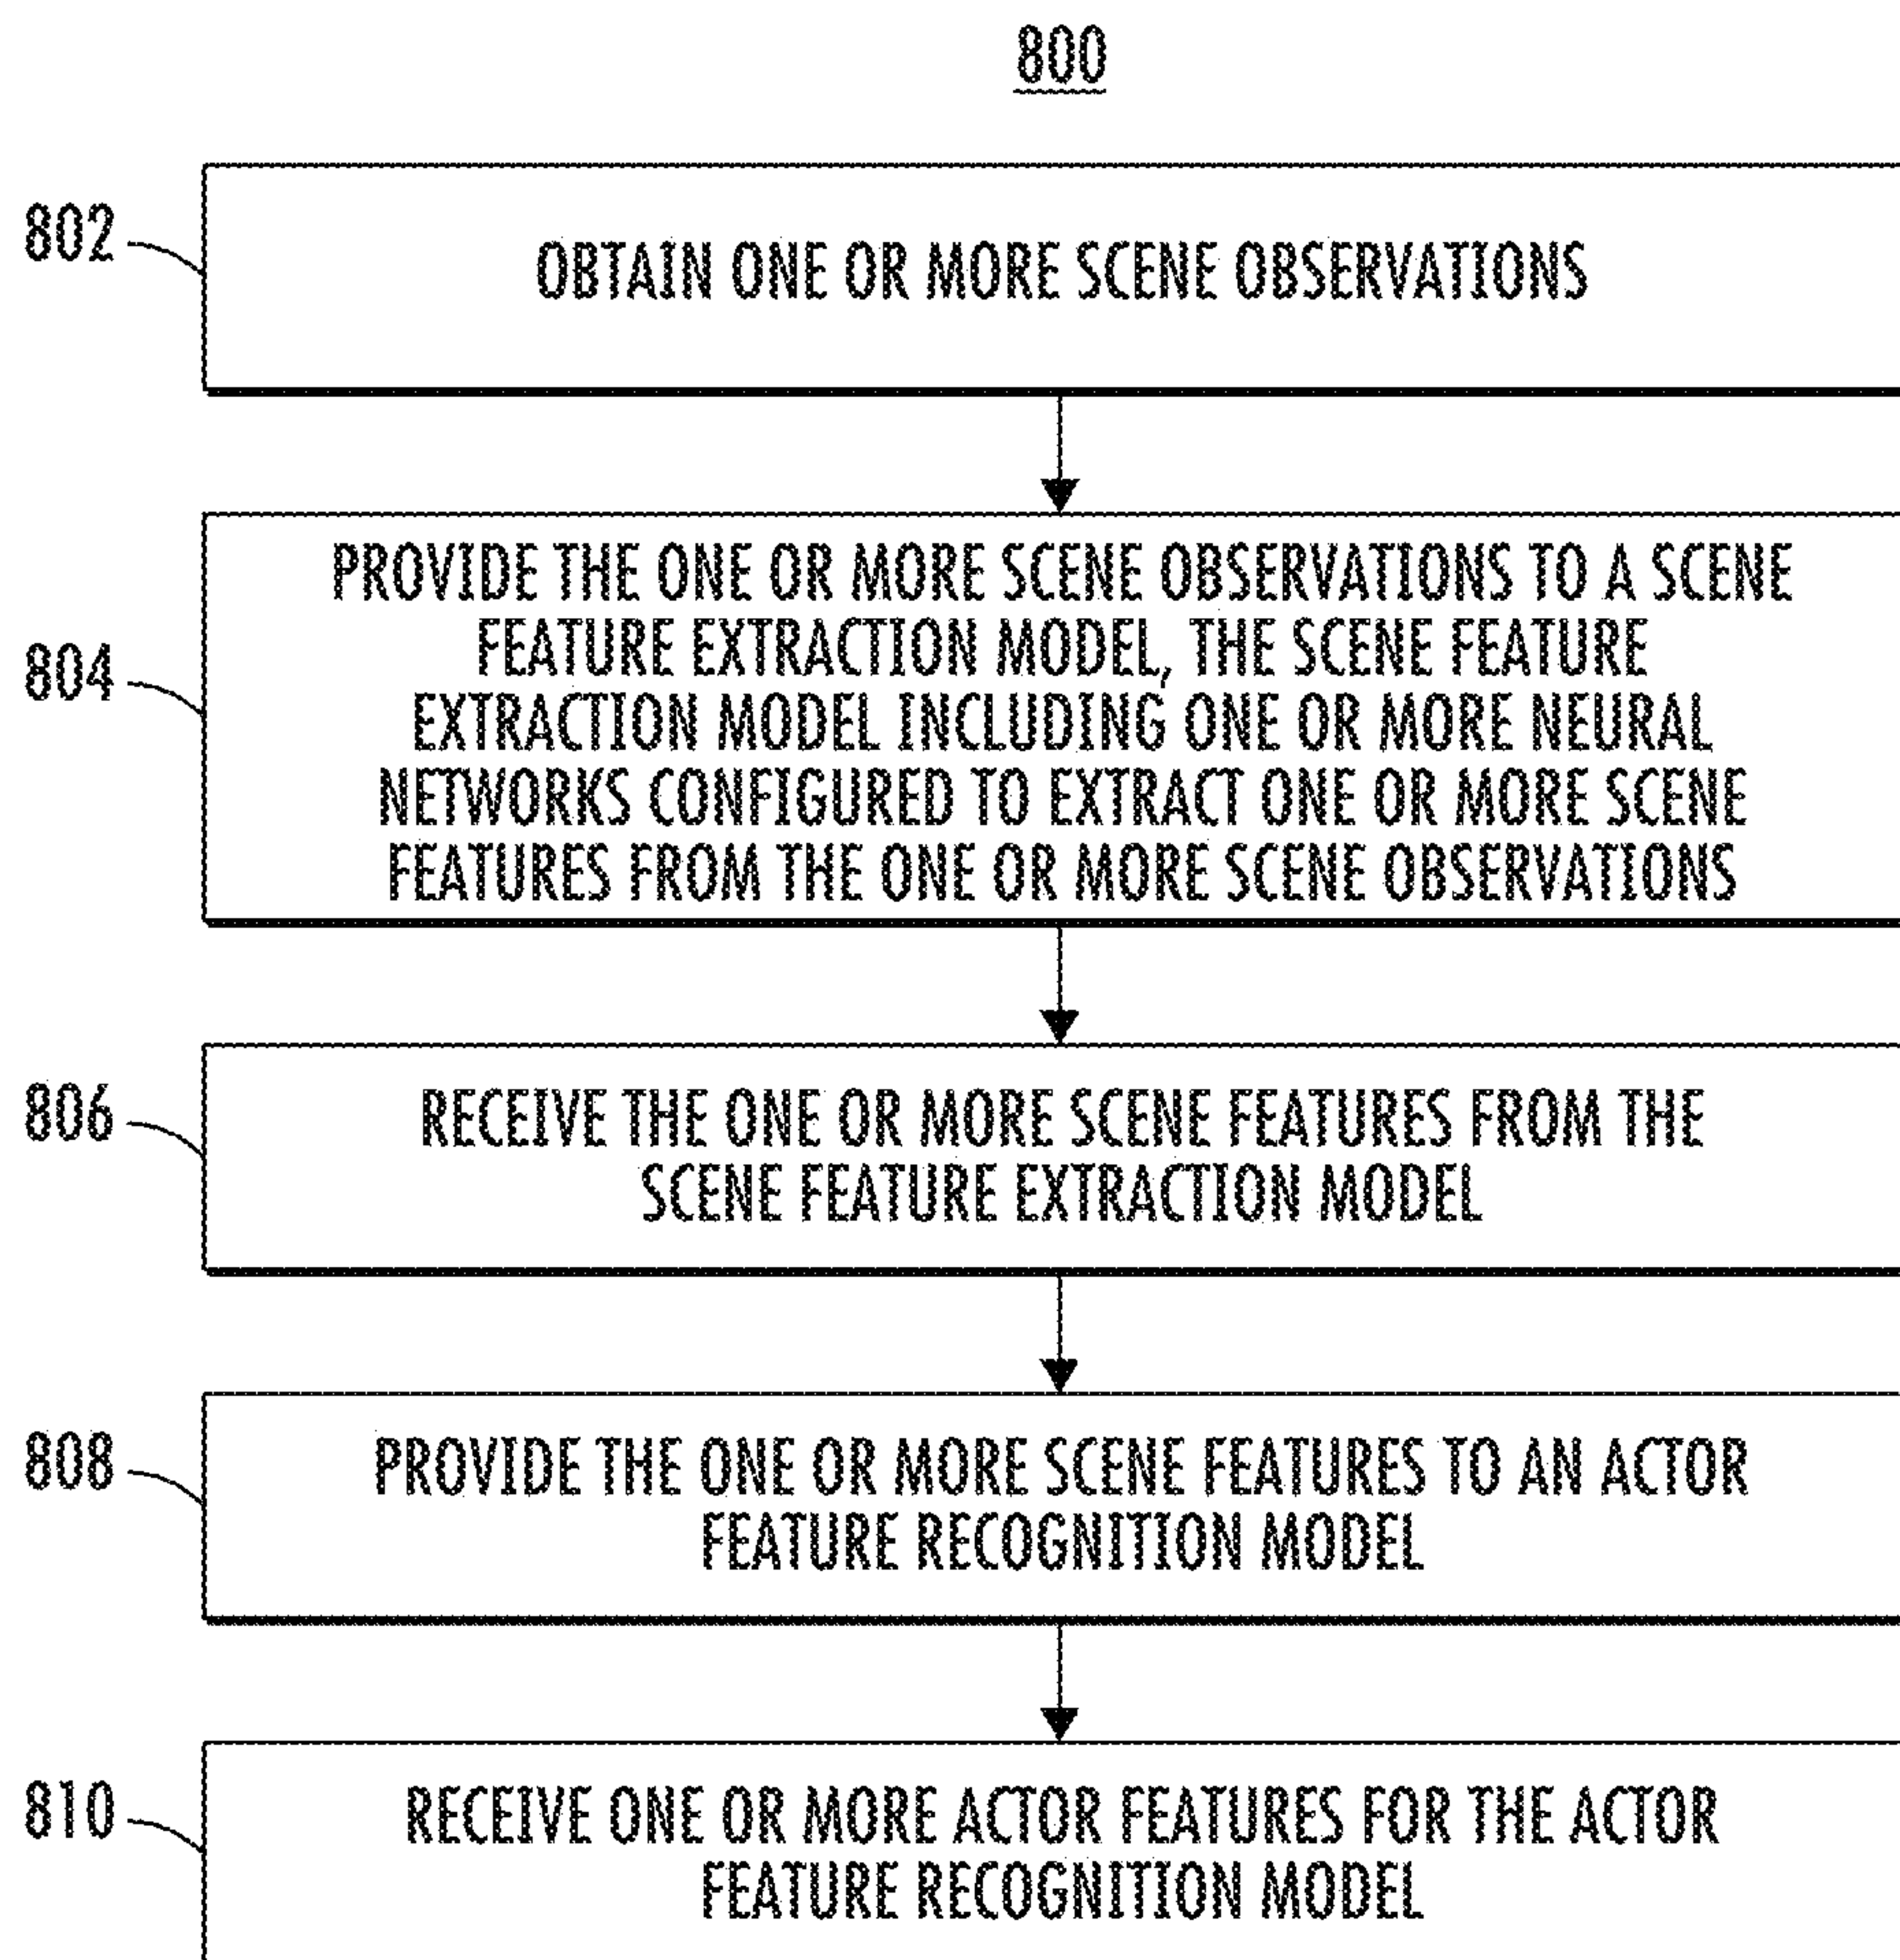 800
802
OBTAIN ONE OR MORE SCENE OBSERVATIONS
804
PROVIDE THE ONE OR MORE SCENE OBSERVATIONS TO A SCENE
FEATURE EXTRACTION MODEL, THE SCENE FEATURE
EXTRACTION MODEL INCLUDING ONE OR MORE NEURAL
NETWORKS CONFIGURED TO EXTRACT ONE OR MORE SCENE
FEATURES FROM THE ONE OR MORE SCENE OBSERVATIONS
806
RECEIVE THE ONE OR MORE SCENE FEATURES FROM THE
SCENE FEATURE EXTRACTION MODEL
808
PROVIDE THE ONE OR MORE SCENE FEATURES TO AN ACTOR
FEATURE RECOGNITION MODEL
810
RECEIVE ONE OR MORE ACTOR FEATURES FOR THE ACTOR
FEATURE RECOGNITION MODEL